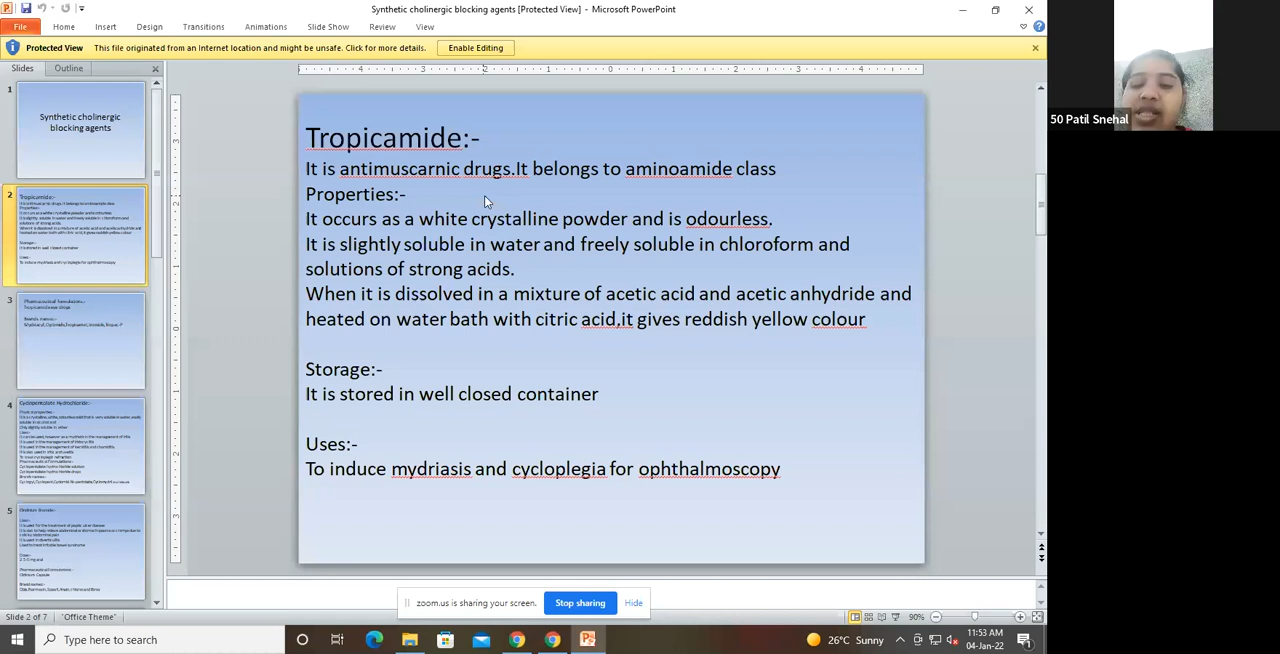 Synthetic cholinergic blocking agents [Protected View] - Microsoft PowerPoint
File Home Insert Design Transitions Animations Slide Show Review View
Protected View This file originated from an Internet location and might be unsafe. Click for more details. Enable Editing
Slides Outline
1
Synthetic cholinergic
blocking agents
2
3
4
5
Tropicamide:-
It is antimuscarnic drugs.It belongs to aminoamide class
Properties:-
It occurs as a white crystalline powder and is odourless.
It is slightly soluble in water and freely soluble in chloroform and
solutions of strong acids.
When it is dissolved in a mixture of acetic acid and acetic anhydride and
heated on water bath with citric acid,it gives reddish yellow colour
Storage:-
It is stored in well closed container
Uses:-
To induce mydriasis and cycloplegia for ophthalmoscopy
50 Patil Snehal
zoom.us is sharing your screen. Stop sharing Hide
Slide 2 of 7 "Office Theme" 90%
Type here to search
26°C Sunny
11:53 AM
04-Jan-22